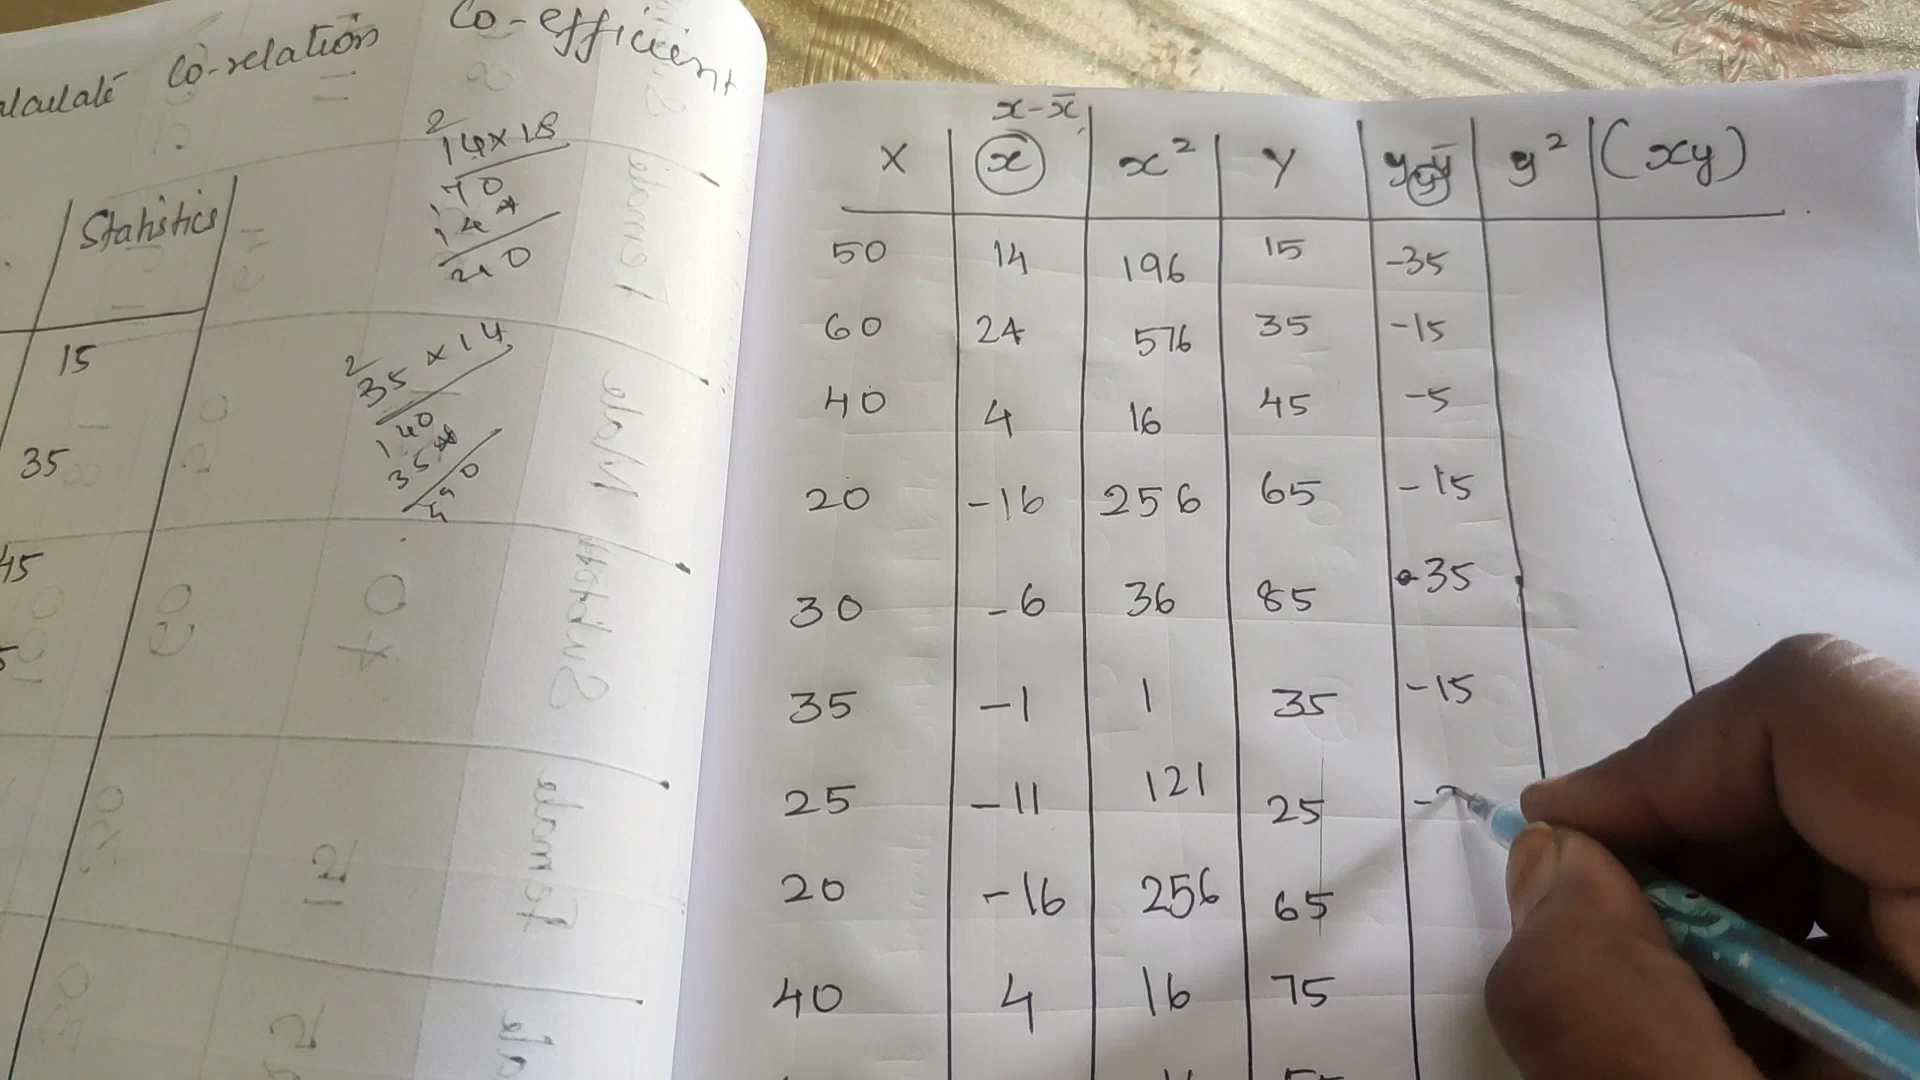 Co-relation Co-efficient
Statistics
15
35
45
14 x 18
35 x 14
x - x̄
X x x² Y y-ȳ y² (xy)
50 14 196 15 -35
60 24 576 35 -15
40 4 16 45 -5
20 -16 256 65 -15
30 -6 36 85 35
35 -1 1 35 -15
25 -11 121 25
20 -16 256 65
40 4 16 75